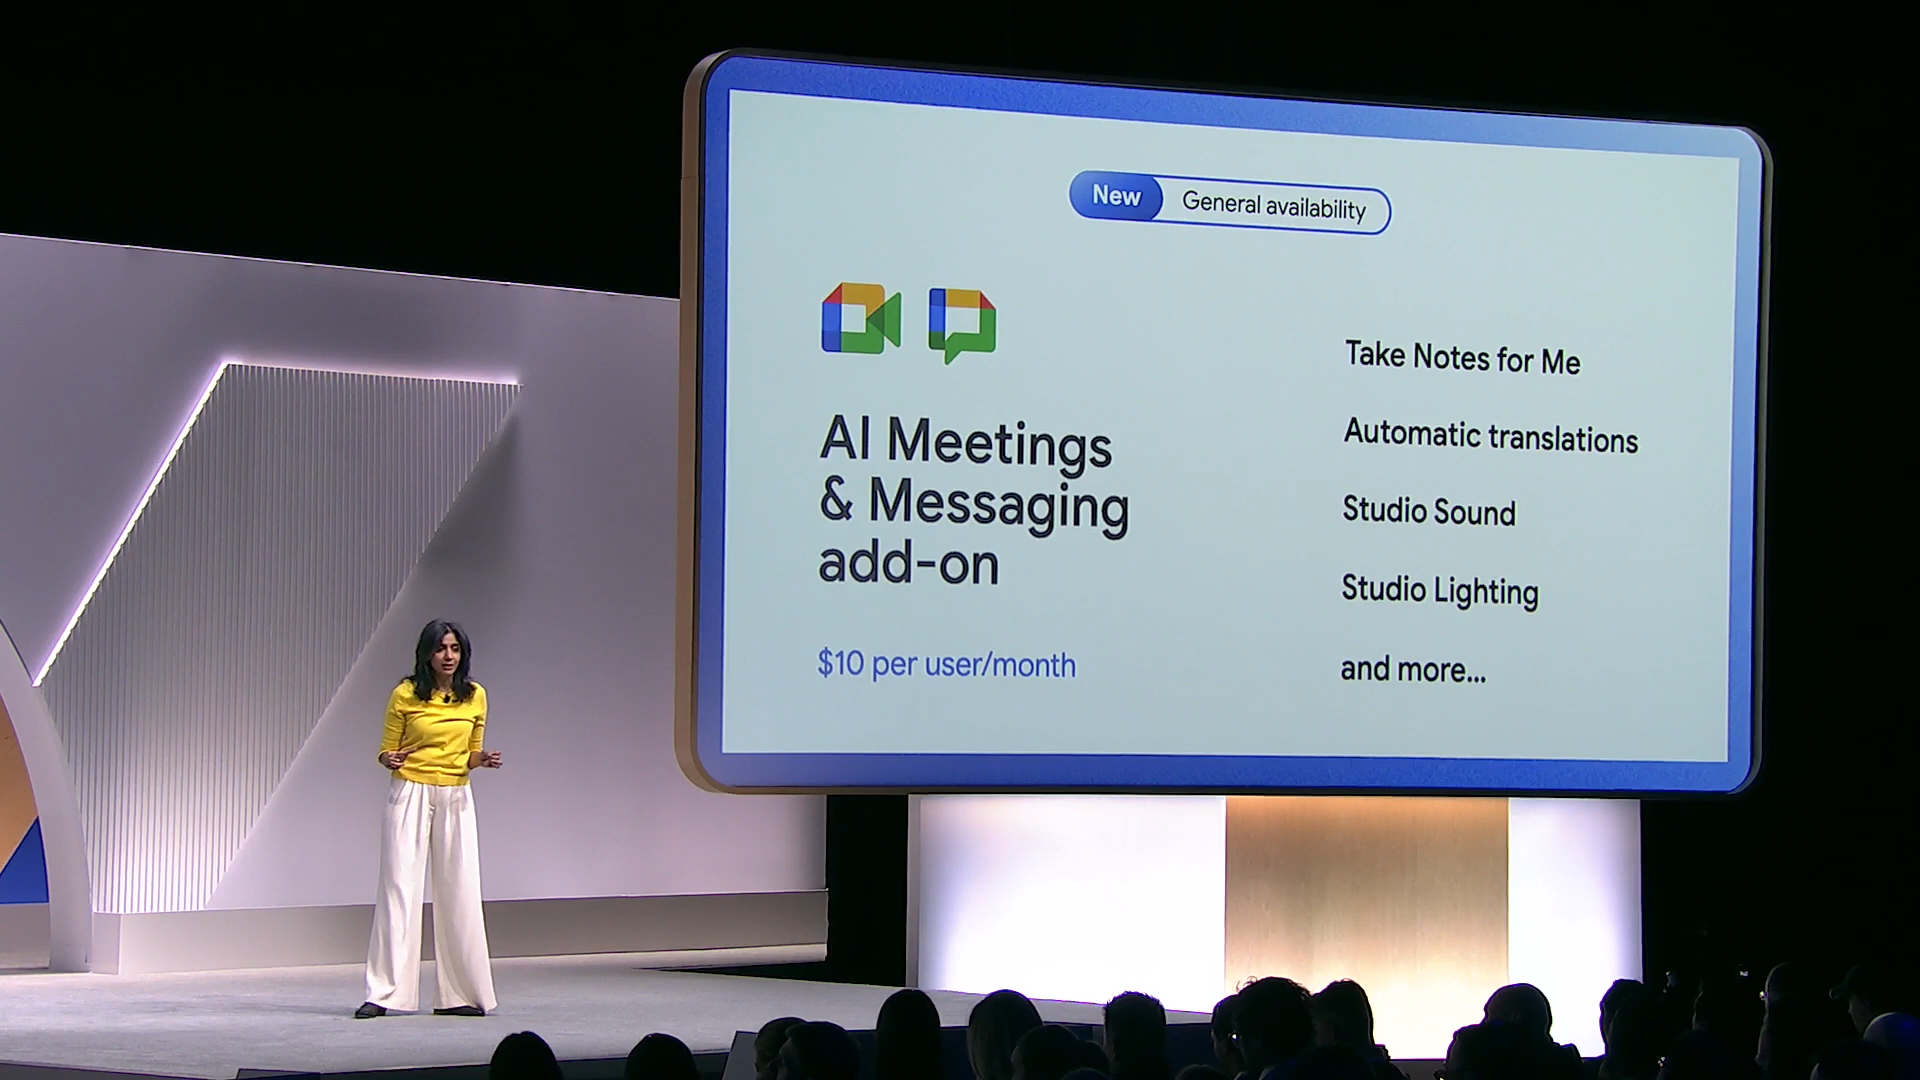 New General availability
AI Meetings
& Messaging
add-on
$10 per user/month
Take Notes for Me
Automatic translations
Studio Sound
Studio Lighting
and more...